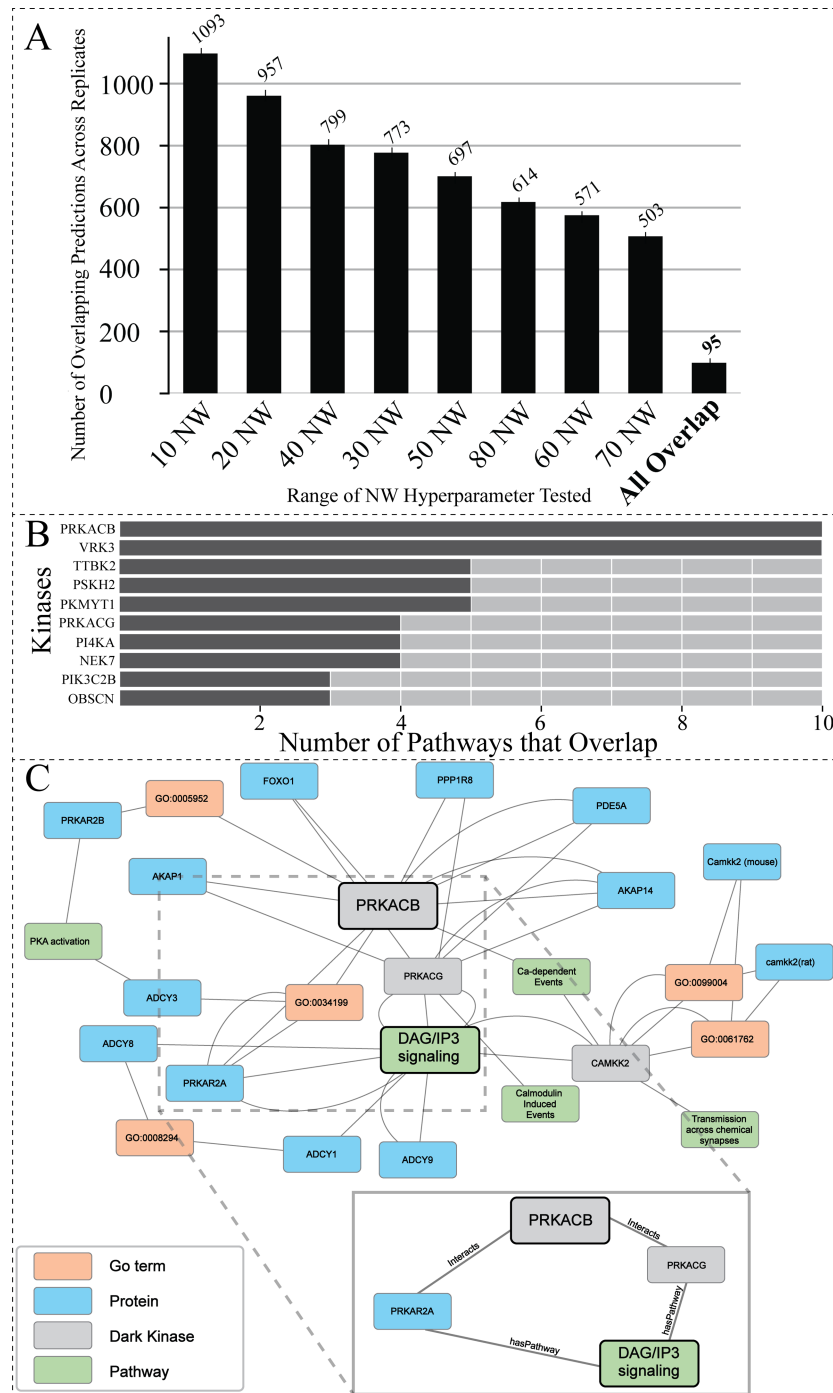 A
Number of Overlapping Predictions Across Replicates
1000
800
600
400
200
0
1093
957
799
773
697
614
571
503
95
10 NW
20 NW
40 NW
30 NW
50 NW
80 NW
60 NW
70 NW
All Overlap
Range of NW Hyperparameter Tested
B
Kinases
PRKACB
VRK3
TTBK2
PSKH2
PKMYT1
PRKACG
PI4KA
NEK7
PIK3C2B
OBSCN
2
4
6
8
10
Number of Pathways that Overlap
C
FOXO1
PPP1R8
GO:0005952
PDE5A
PRKAR2B
Camkk2 (mouse)
AKAP1
AKAP14
PRKACB
PKA activation
camkk2(rat)
PRKACG
Ca-dependent
Events
GO:0099004
ADCY3
GO:0034199
ADCY8
DAG/IP3
signaling
GO:0061762
CAMKK2
PRKAR2A
Calmodulin
Induced
Events
Transmission
across chemical
synapses
GO:0008294
ADCY1
ADCY9
PRKACB
Interacts
Interacts
PRKACG
PRKAR2A
hasPathway
hasPathway
DAG/IP3
signaling
Go term
Protein
Dark Kinase
Pathway